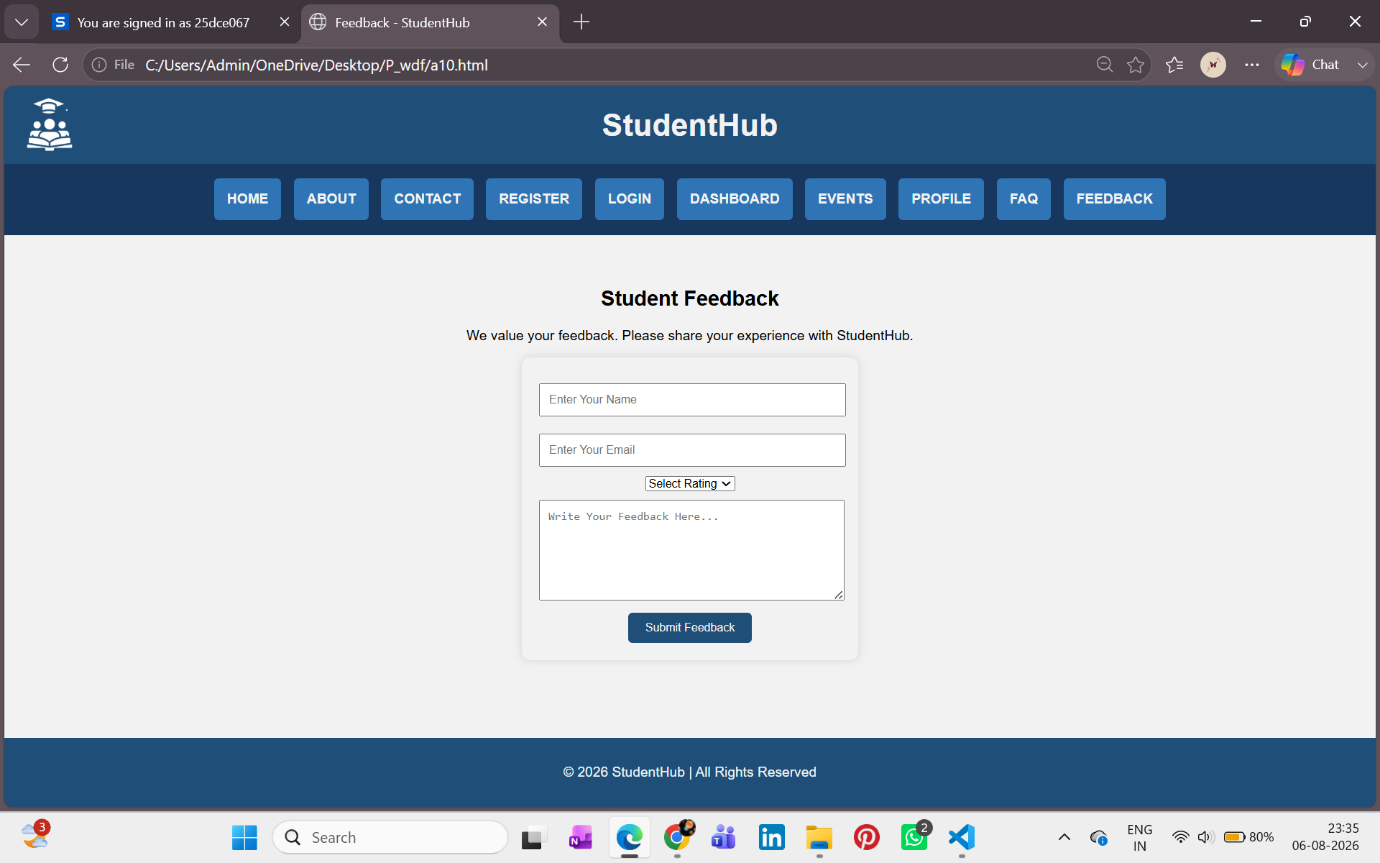 S You are signed in as 25dce067
Feedback - StudentHub
File C:/Users/Admin/OneDrive/Desktop/P_wdf/a10.html
Chat
StudentHub
HOME ABOUT CONTACT REGISTER LOGIN DASHBOARD EVENTS PROFILE FAQ FEEDBACK
Student Feedback
We value your feedback. Please share your experience with StudentHub.
Enter Your Name
Enter Your Email
Select Rating
Write Your Feedback Here...
Submit Feedback
© 2026 StudentHub | All Rights Reserved
3
Search
N
T
in
2
ENG
IN
80%
23:35
06-08-2026